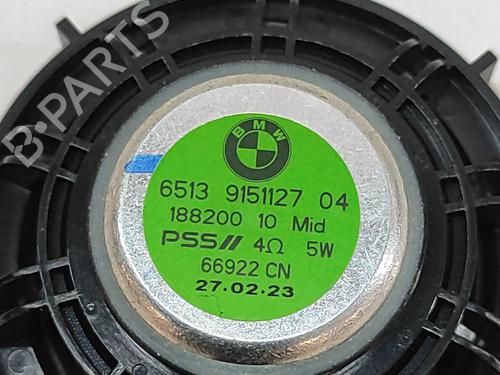 B-PARTS
BMW
6513 9151127 04
188200 10 Mid
PSS// 4Ω 5W
66922 CN
27.02.23